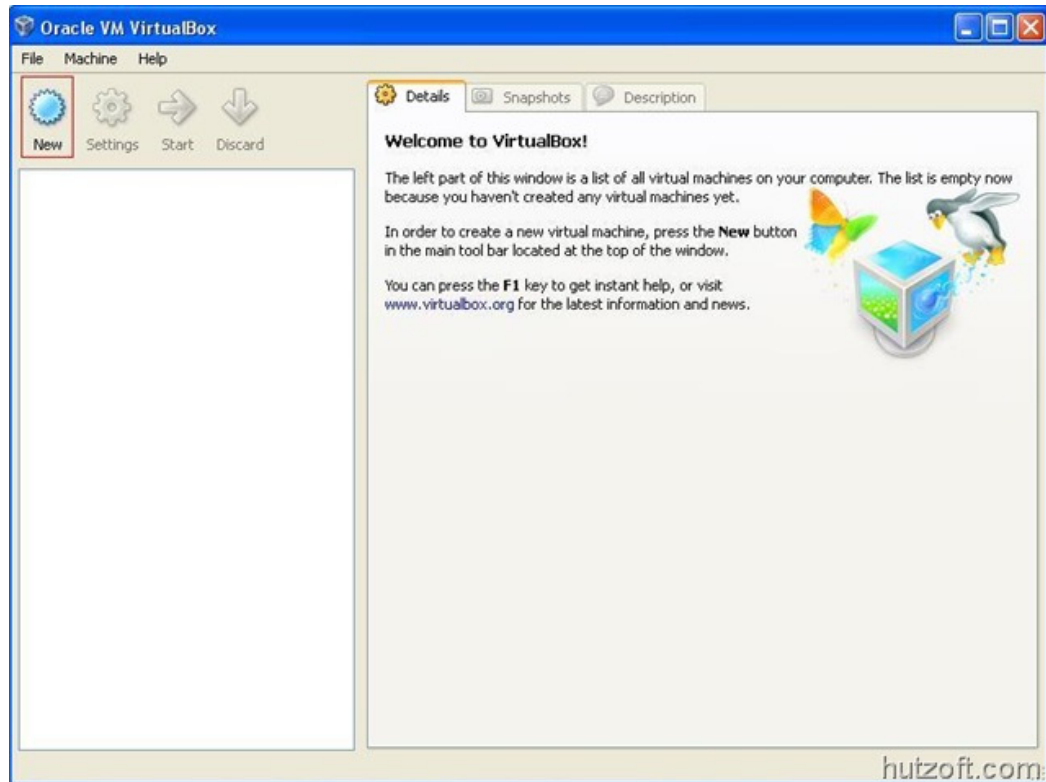 Oracle VM VirtualBox
File Machine Help
New Settings Start Discard
Details Snapshots Description
Welcome to VirtualBox!
The left part of this window is a list of all virtual machines on your computer. The list is empty now
because you haven't created any virtual machines yet.
In order to create a new virtual machine, press the New button
in the main tool bar located at the top of the window.
You can press the F1 key to get instant help, or visit
www.virtualbox.org for the latest information and news.
hutzoft.com